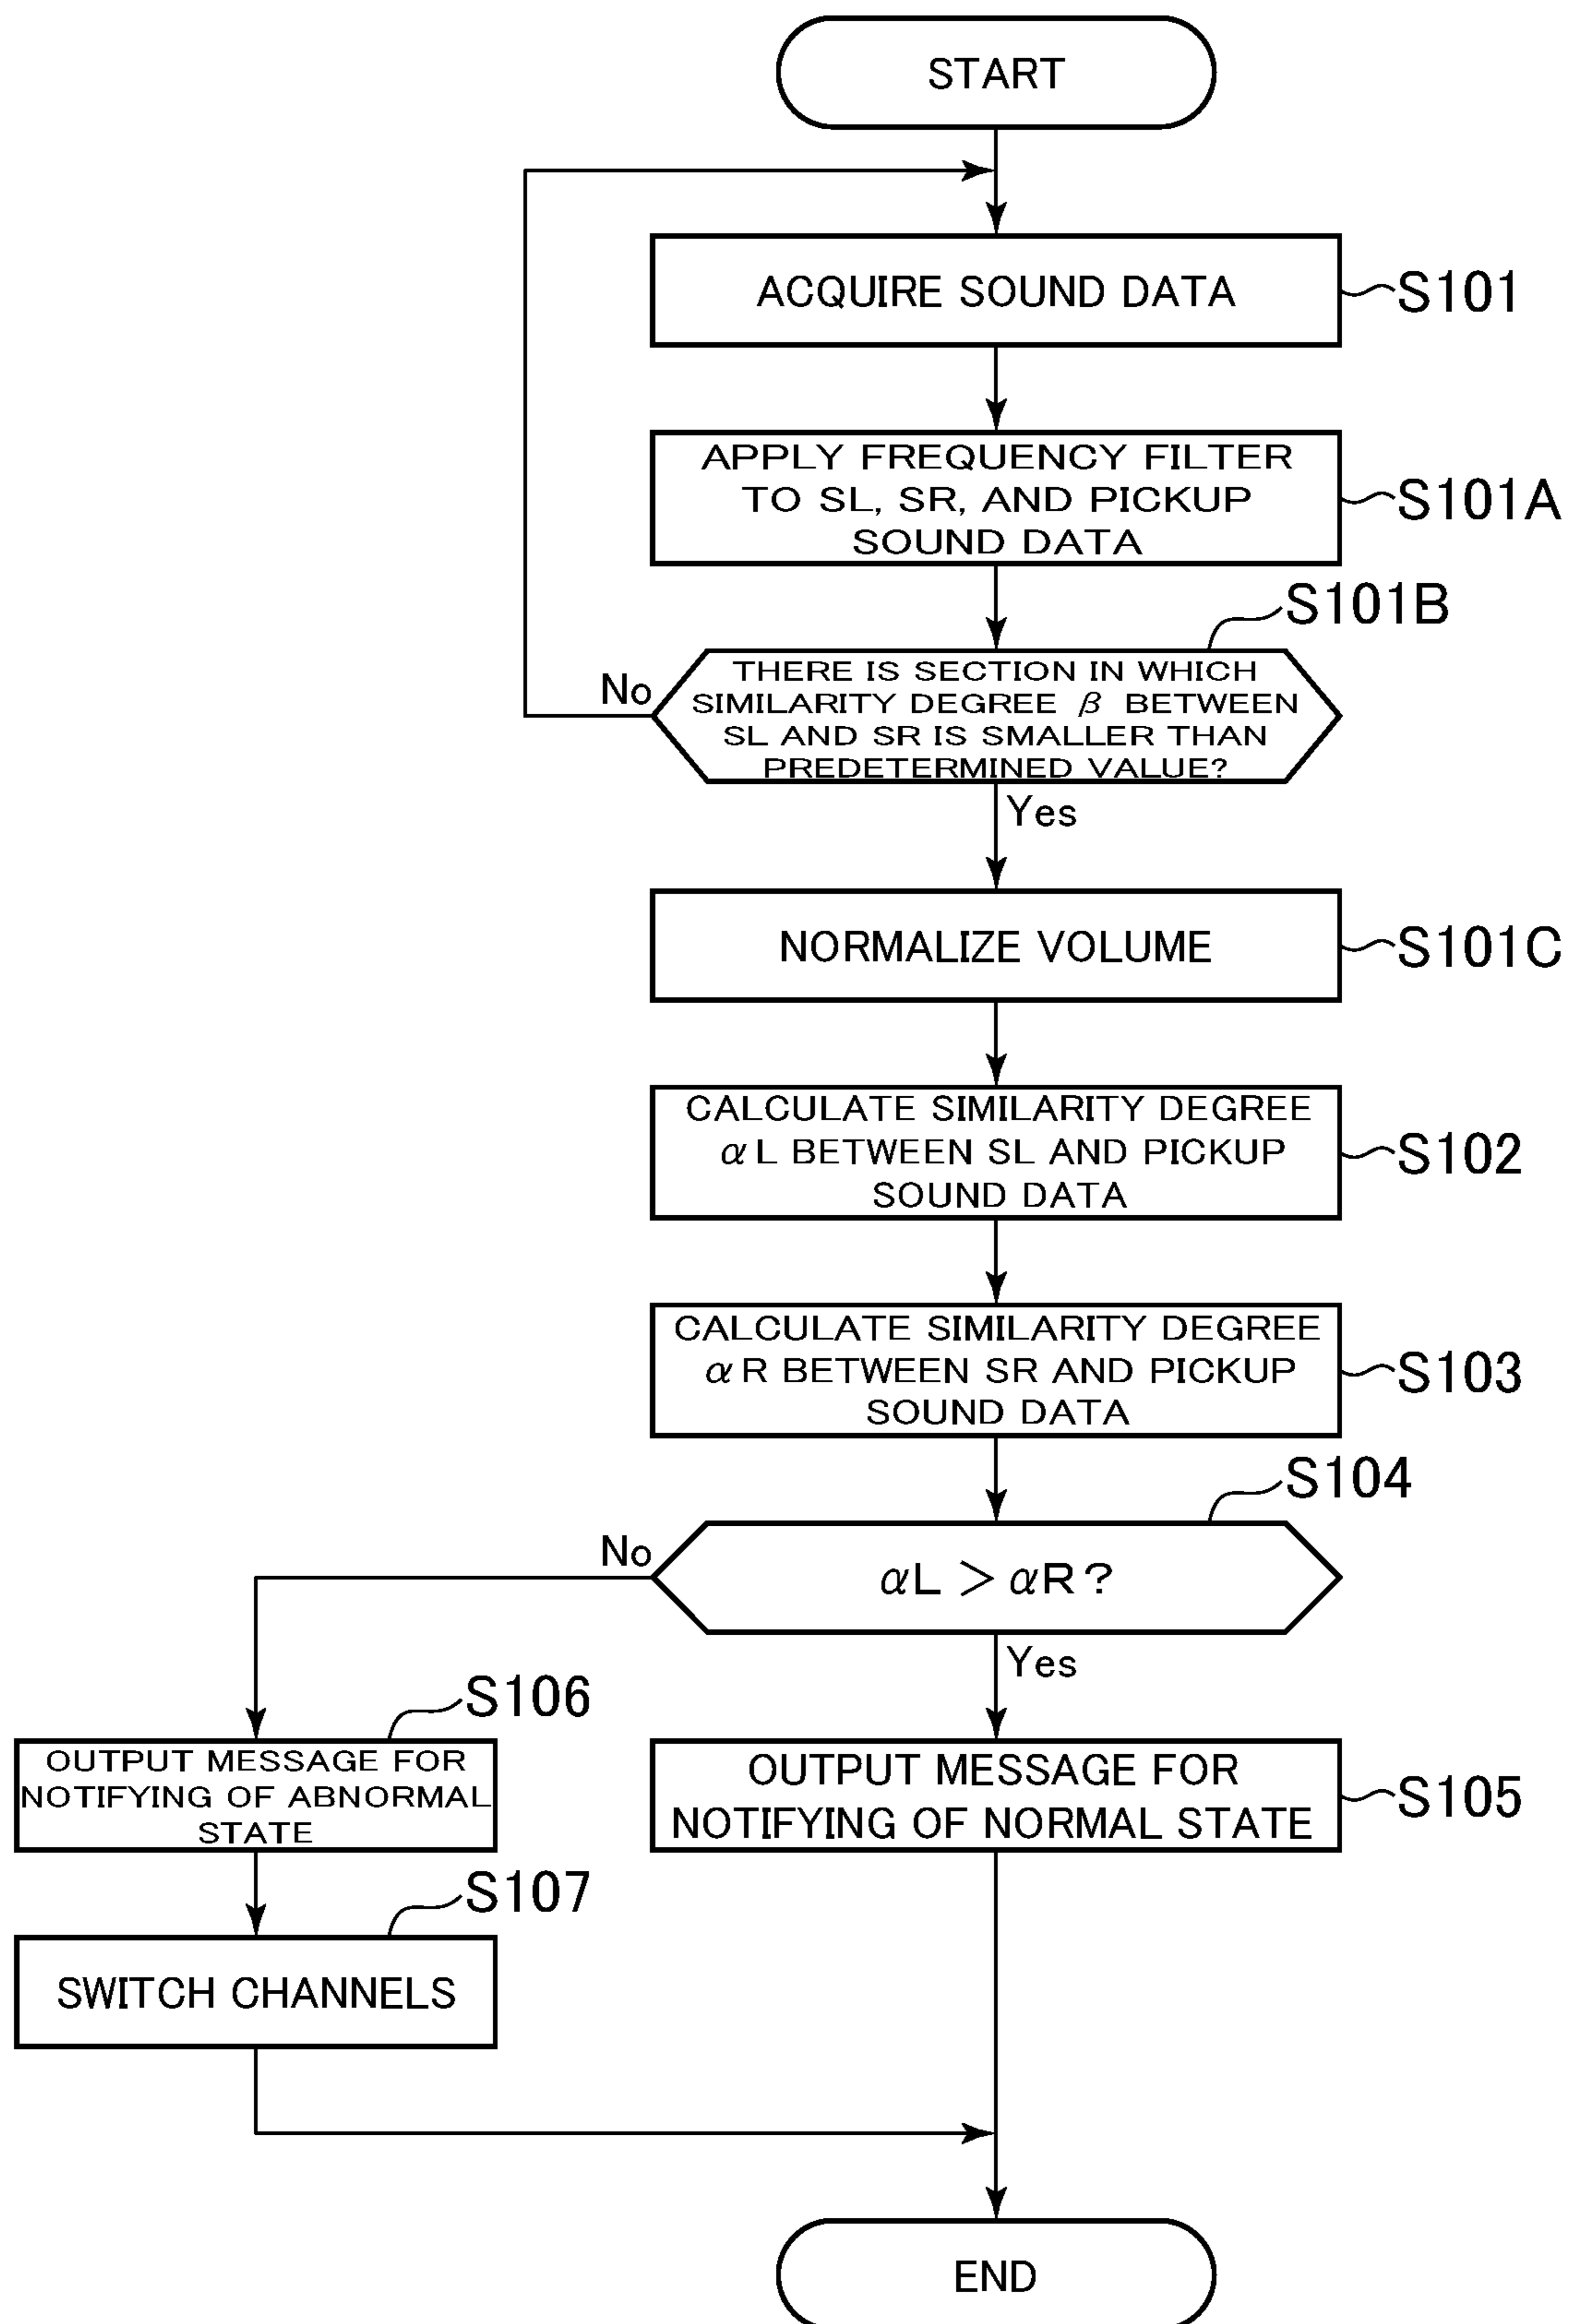 START
ACQUIRE SOUND DATA
S101
APPLY FREQUENCY FILTER
TO SL, SR, AND PICKUP
SOUND DATA
S101A
S101B
THERE IS SECTION IN WHICH
SIMILARITY DEGREE β BETWEEN
SL AND SR IS SMALLER THAN
PREDETERMINED VALUE?
No
Yes
NORMALIZE VOLUME
S101C
CALCULATE SIMILARITY DEGREE
αL BETWEEN SL AND PICKUP
SOUND DATA
S102
CALCULATE SIMILARITY DEGREE
αR BETWEEN SR AND PICKUP
SOUND DATA
S103
S104
αL > αR?
No
Yes
S106
OUTPUT MESSAGE FOR
NOTIFYING OF ABNORMAL
STATE
OUTPUT MESSAGE FOR
NOTIFYING OF NORMAL STATE
S105
S107
SWITCH CHANNELS
END